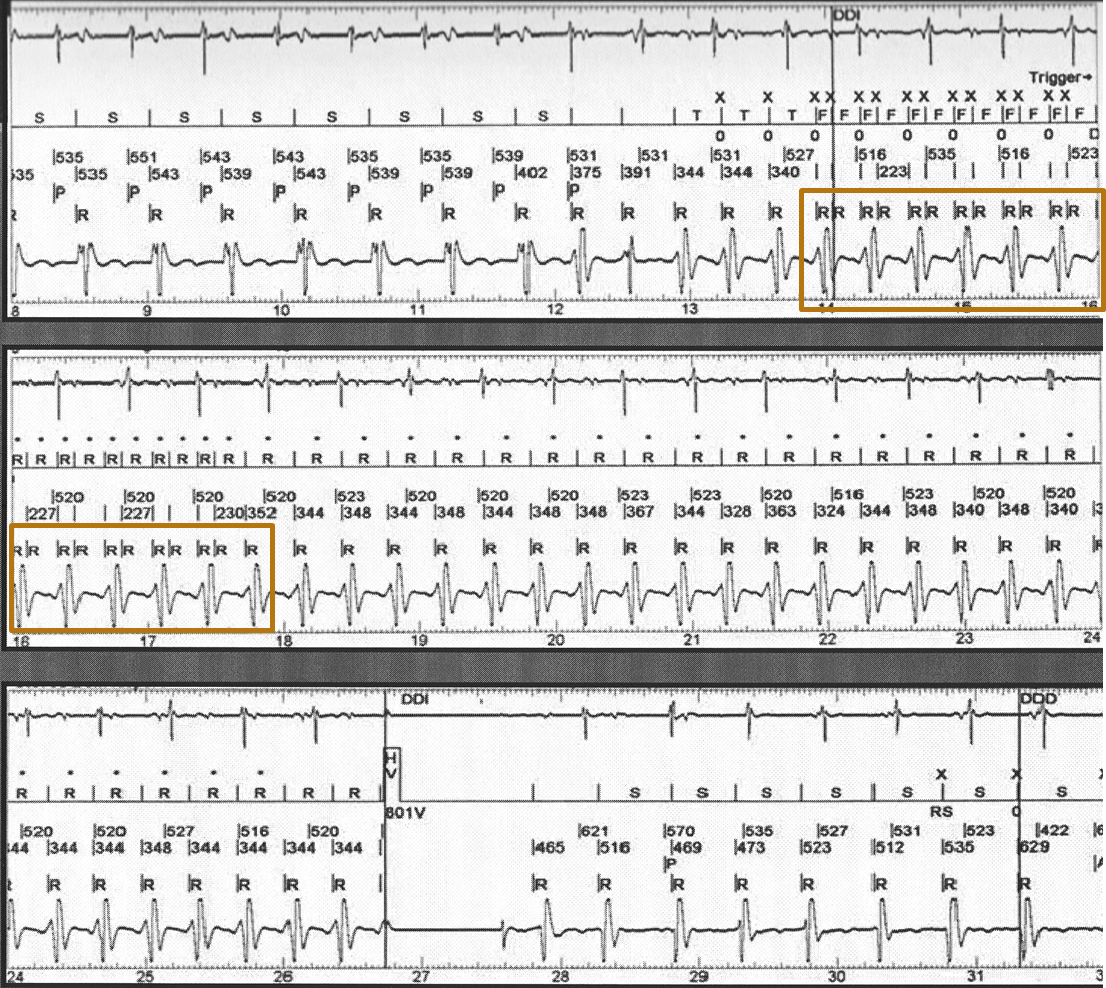 DDI
Trigger→
X X X X X X X X X X X X X X
S S S S S S S S T T T F F F F F F F F F F F F
0 0 0 0 0 0 0 0
535 551 543 543 535 535 539 531 531 531 527 516 535 516 523
535 535 543 539 543 539 539 402 375 391 344 344 340 223
P P P P P P P P
R R R R R R R R R R R R R R R R R R R R R R R R R
8 9 10 11 12 13 14 15 16
* * * * * * * * * * * * * * * * * * * * * * * * * * * *
R R R R R R R R R R R R R R R R R R R R R R R R R R R R
520 520 520 520 523 520 520 520 523 523 520 516 523 520 520
227 227 230 352 344 348 344 348 344 348 348 367 344 328 363 324 344 348 340 348 340
R R R R R R R R R R R R R R R R R R R R R R R R R R R R R
16 17 18 19 20 21 22 23 24
DDI DDD
* * * * * *
HV
X X
R R R R R R R R S S S S S S S
801V RS 0
520 520 527 516 520 621 570 535 527 531 523 422
344 344 344 348 344 344 344 465 516 469 473 523 512 535 629
P
R R R R R R R R R R R R R R R R
24 25 26 27 28 29 30 31